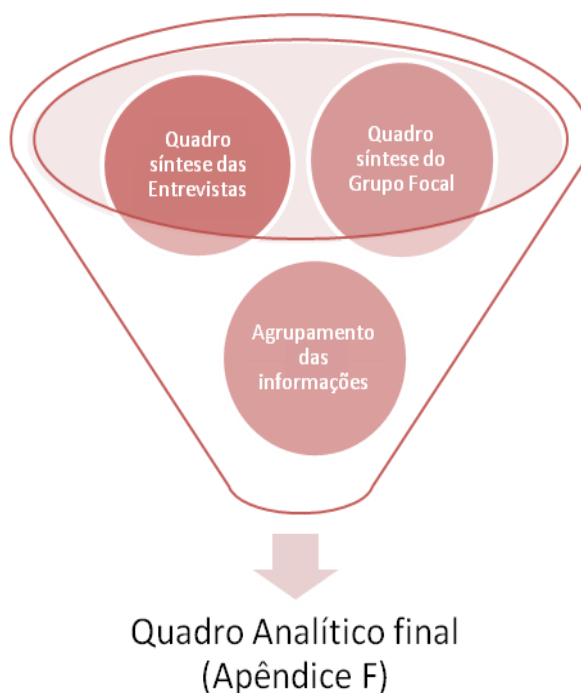 Quadro
síntese das
Entrevistas
Quadro
síntese do
Grupo Focal
Agrupamento
das
informações
Quadro Analítico final
(Apêndice F)